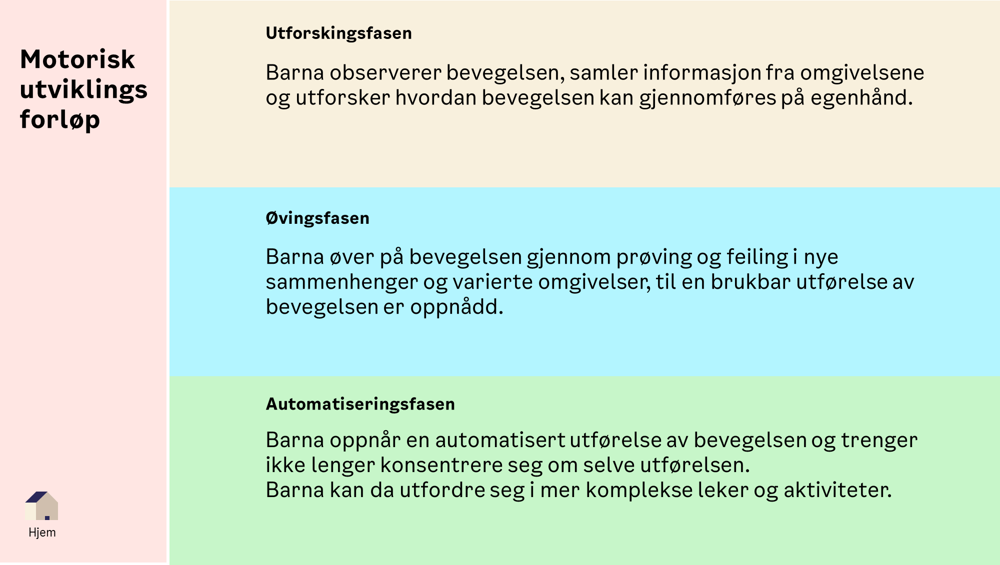 Motorisk
utviklings
forløp
Utforskingsfasen
Barna observerer bevegelsen, samler informasjon fra omgivelsene
og utforsker hvordan bevegelsen kan gjennomføres på egenhånd.
Øvingsfasen
Barna øver på bevegelsen gjennom prøving og feiling i nye
sammenhenger og varierte omgivelser, til en brukbar utførelse av
bevegelsen er oppnådd.
Automatiseringsfasen
Barna oppnår en automatisert utførelse av bevegelsen og trenger
ikke lenger konsentrere seg om selve utførelsen.
Barna kan da utfordre seg i mer komplekse leker og aktiviteter.
Hjem